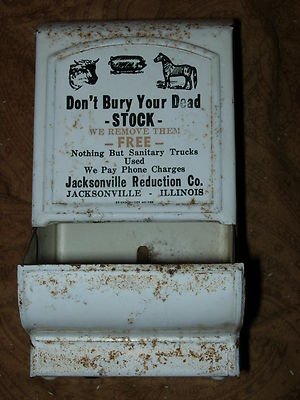 Don't Bury Your Dead
- STOCK -
WE REMOVE THEM
- FREE -
Nothing But Sanitary Trucks
Used
We Pay Phone Charges
Jacksonville Reduction Co.
JACKSONVILLE - ILLINOIS